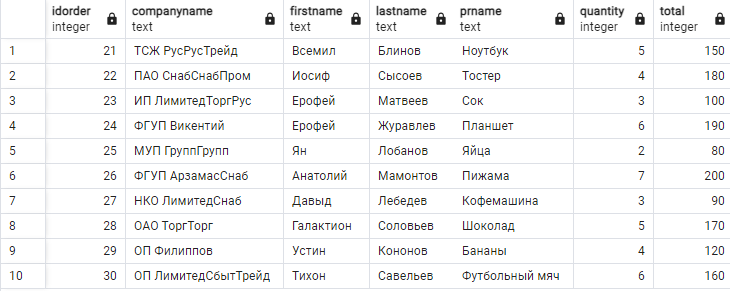 idorder companyname firstname lastname prname quantity total
integer text text text text integer integer
1 21 ТСЖ РусРусТрейд Всемил Блинов Ноутбук 5 150
2 22 ПАО СнабСнабПром Иосиф Сысоев Тостер 4 180
3 23 ИП ЛимитедТоргРус Ерофей Матвеев Сок 3 100
4 24 ФГУП Викентий Ерофей Журавлев Планшет 6 190
5 25 МУП ГруппГрупп Ян Лобанов Яйца 2 80
6 26 ФГУП АрзамасСнаб Анатолий Мамонтов Пижама 7 200
7 27 НКО ЛимитедСнаб Давыд Лебедев Кофемашина 3 90
8 28 ОАО ТоргТорг Галактион Соловьев Шоколад 5 170
9 29 ОП Филиппов Устин Кононов Бананы 4 120
10 30 ОП ЛимитедСбытТрейд Тихон Савельев Футбольный мяч 6 160